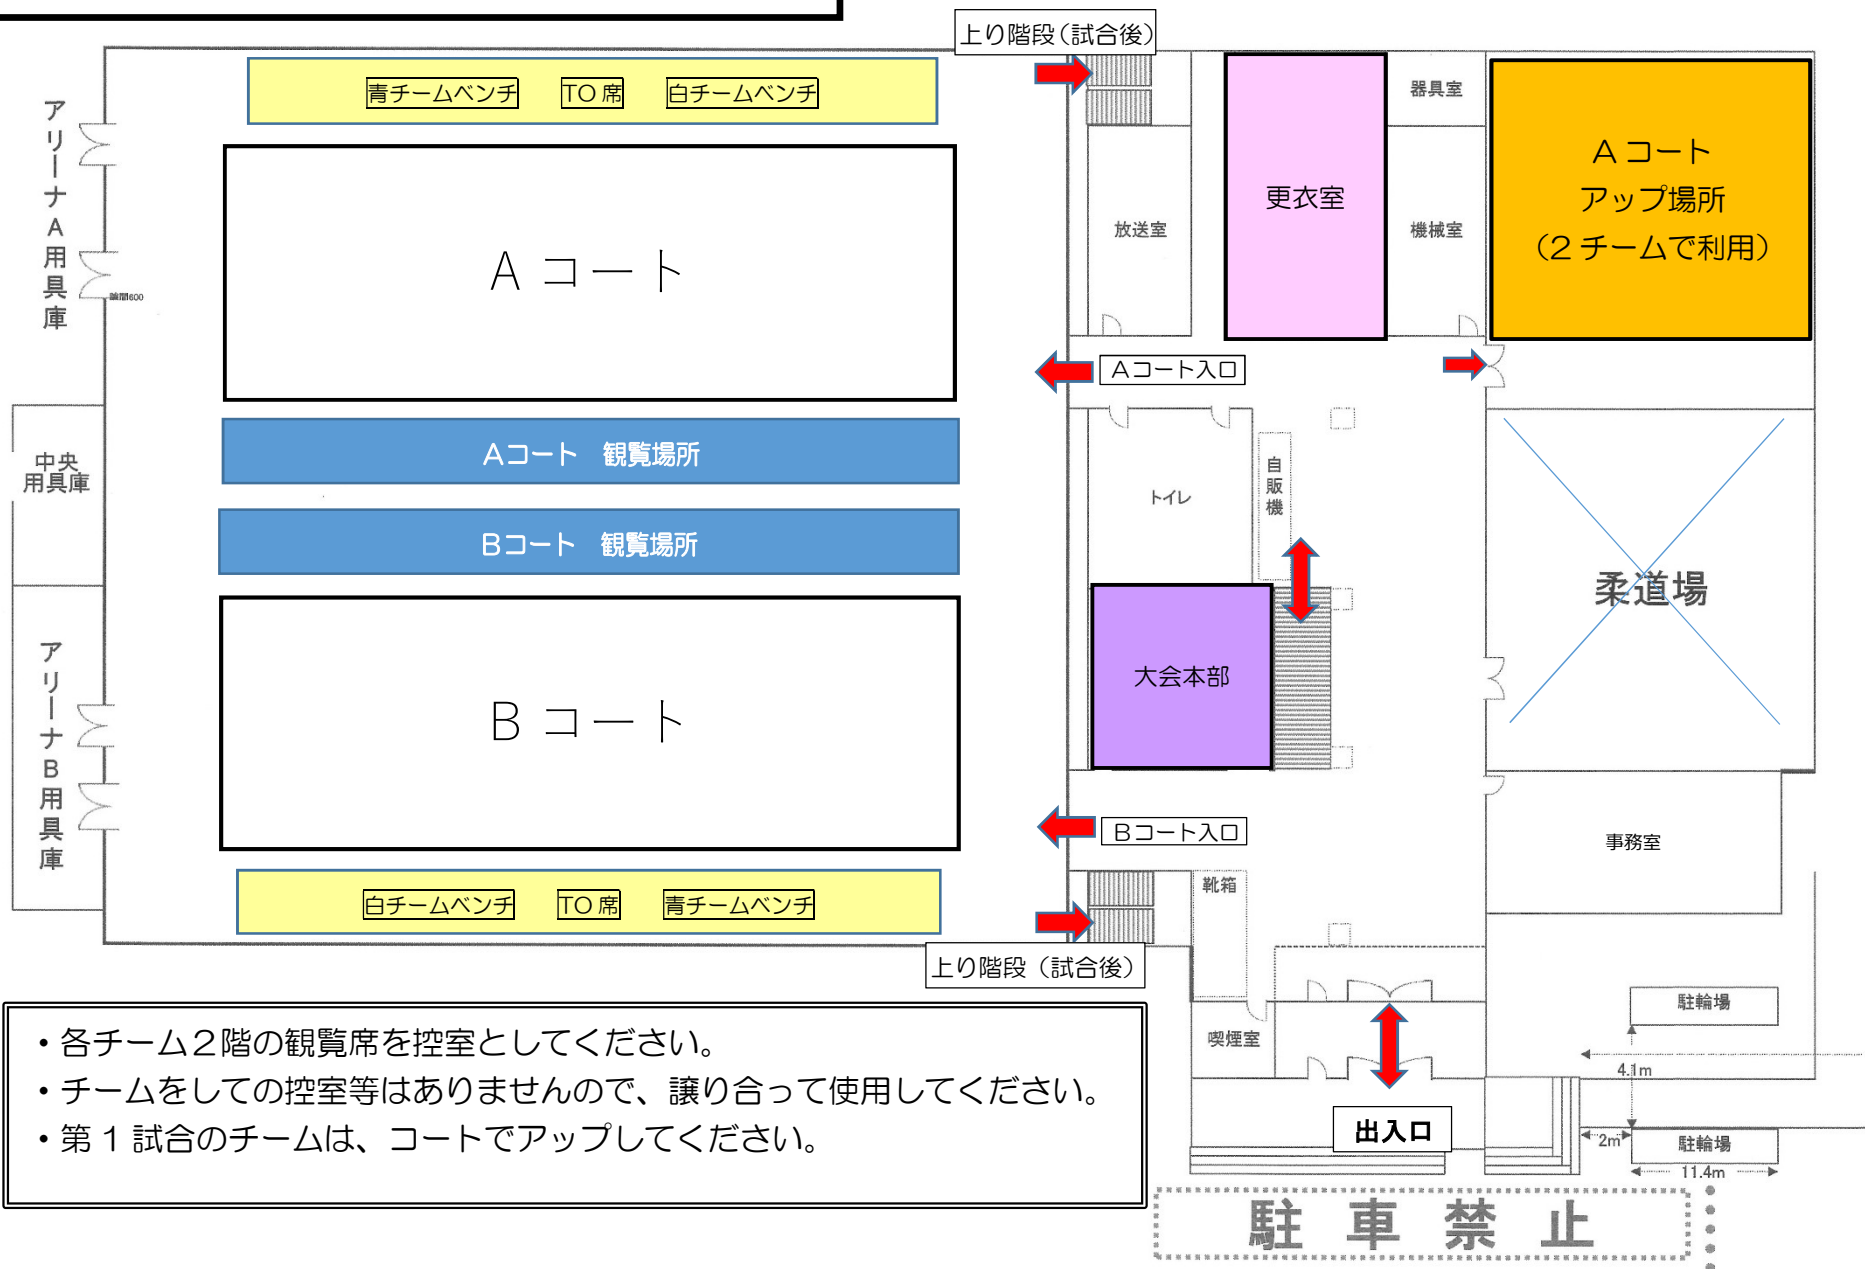 上り階段（試合後）
青チームベンチ　TO席　白チームベンチ
アリーナA用具庫
Aコート
放送室
更衣室
器具室
機械室
Aコート
アップ場所
（2チームで利用）
Aコート入口
中央
用具庫
Aコート　観覧場所
Bコート　観覧場所
トイレ
自販機
柔道場
大会本部
アリーナB用具庫
Bコート
Bコート入口
事務室
白チームベンチ　TO席　青チームベンチ
靴箱
上り階段（試合後）
・各チーム2階の観覧席を控室としてください。
・チームをしての控室等はありませんので、譲り合って使用してください。
・第1試合のチームは、コートでアップしてください。
喫煙室
出入口
駐輪場
4.1m
2m
駐輪場
11.4m
駐車禁止